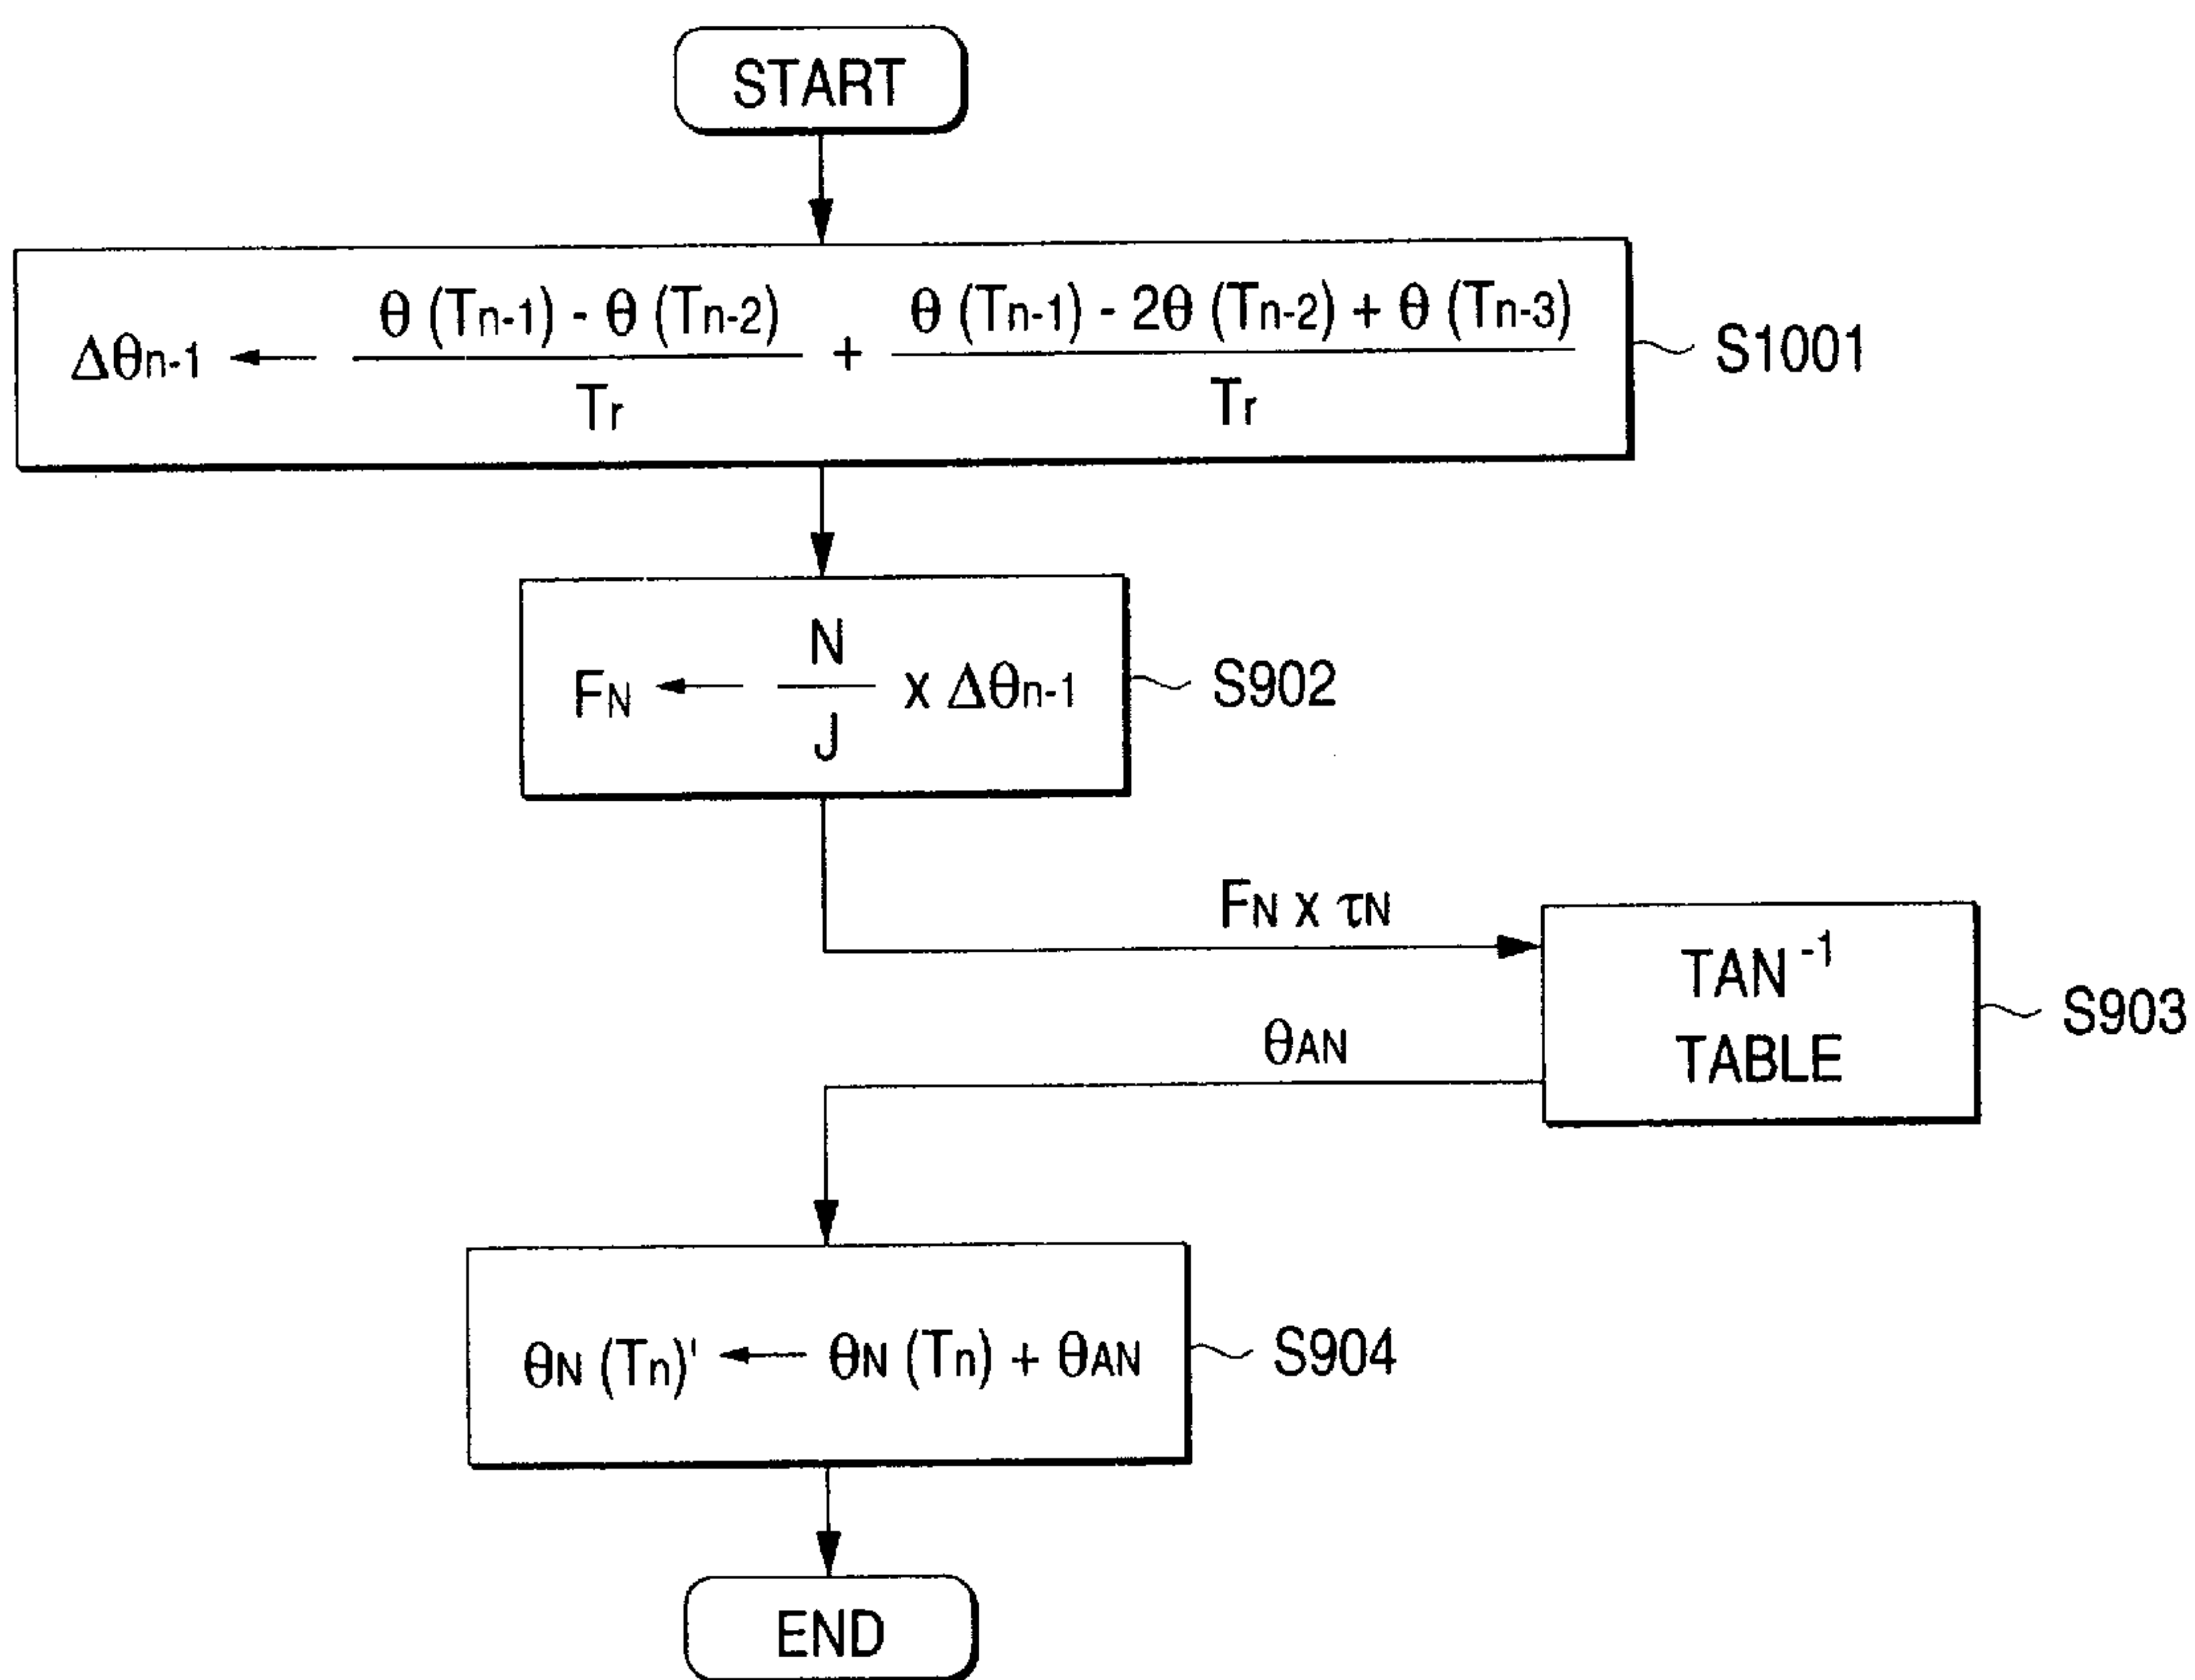 START
Δθn-1 ← θ (Tn-1) - θ (Tn-2) / Tr + θ (Tn-1) - 2θ (Tn-2) + θ (Tn-3) / Tr
S1001
FN ← N / J x Δθn-1
S902
FN x τN
TAN⁻¹
TABLE
S903
θAN
θN (Tn)' ← θN (Tn) + θAN
S904
END